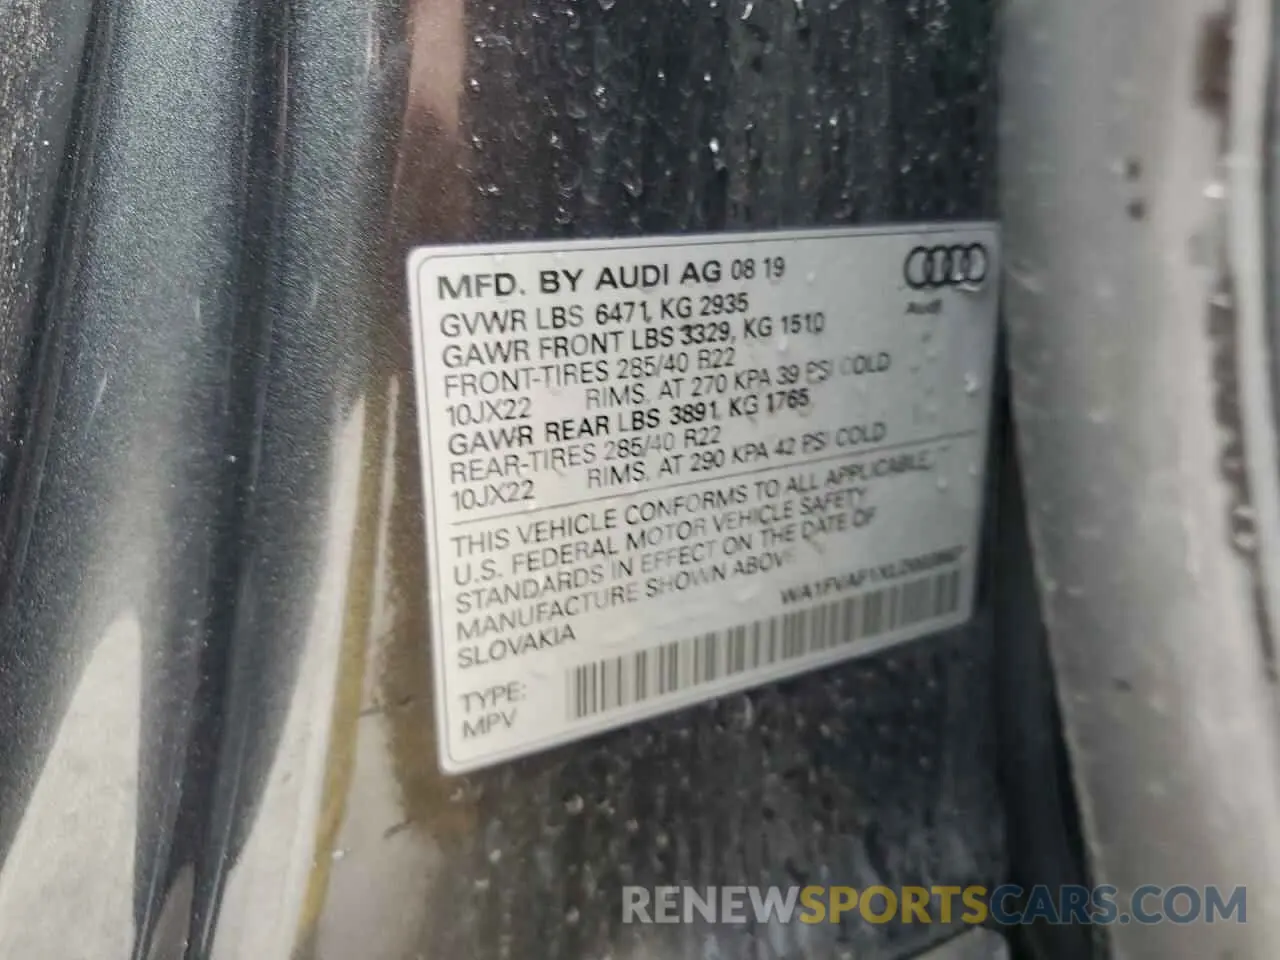 MFD. BY AUDI AG 08 19
Audi
GVWR LBS 6471, KG 2935
GAWR FRONT LBS 3329, KG 1510
FRONT-TIRES 285/40 R22
10JX22 RIMS, AT 270 KPA 39 PSI COLD
GAWR REAR LBS 3891, KG 1765
REAR-TIRES 285/40 R22
10JX22 RIMS, AT 290 KPA 42 PSI COLD
THIS VEHICLE CONFORMS TO ALL APPLICABLE
U.S. FEDERAL MOTOR VEHICLE SAFETY
STANDARDS IN EFFECT ON THE DATE OF
MANUFACTURE SHOWN ABOVE
SLOVAKIA
TYPE:
MPV
RENEWSPORTSCARS.COM